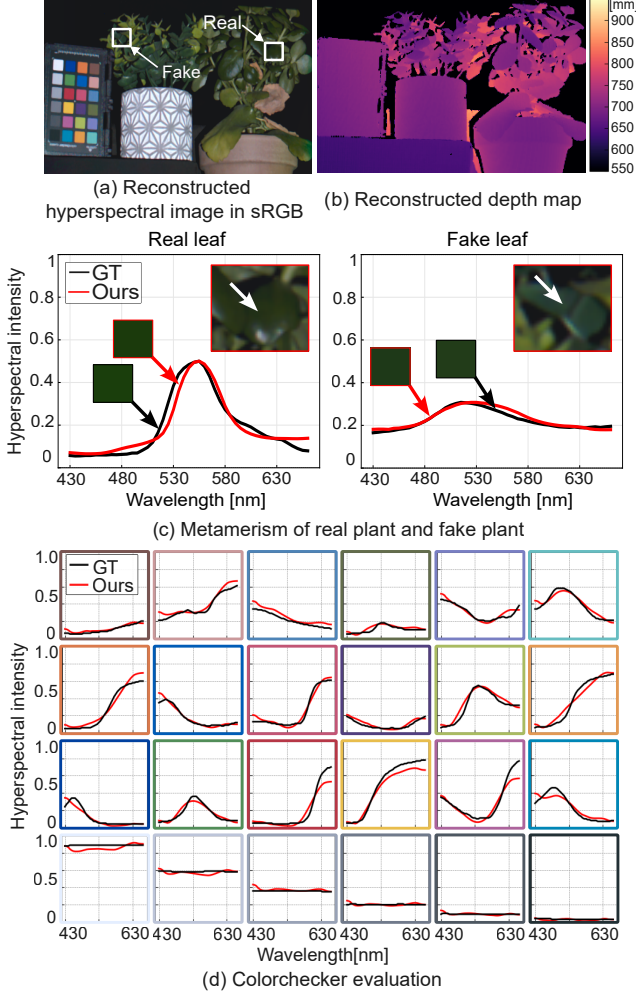 Real
Fake
[mm]
900
850
800
750
700
650
600
550
(a) Reconstructed
hyperspectral image in sRGB
(b) Reconstructed depth map
Real leaf
Fake leaf
Hyperspectral intensity
1
0.8
0.6
0.4
0.2
0
GT
Ours
430 480 530 580 630
Wavelength [nm]
1
0.8
0.6
0.4
0.2
0
430 480 530 580 630
Wavelength [nm]
(c) Metamerism of real plant and fake plant
Hyperspectral intensity
GT
Ours
1.0
0.5
0
1.0
0.5
0
1.0
0.5
0
1.0
0.5
0
430 630 430 630 430 630 430 630 430 630 430 630
Wavelength[nm]
(d) Colorchecker evaluation